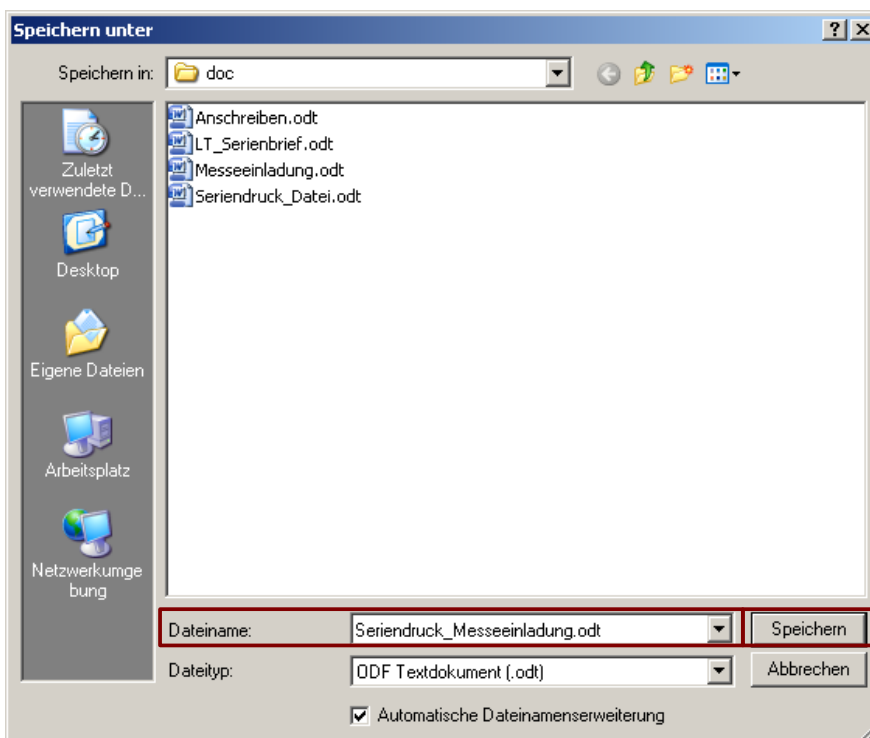 Speichern unter
Speichern in: doc
Anschreiben.odt
LT_Serienbrief.odt
Messeeinladung.odt
Seriendruck_Datei.odt
Zuletzt
verwendete D...
Desktop
Eigene Dateien
Arbeitsplatz
Netzwerkumge
bung
Dateiname: Seriendruck_Messeeinladung.odt Speichern
Dateityp: ODF Textdokument (.odt) Abbrechen
Automatische Dateinamenserweiterung